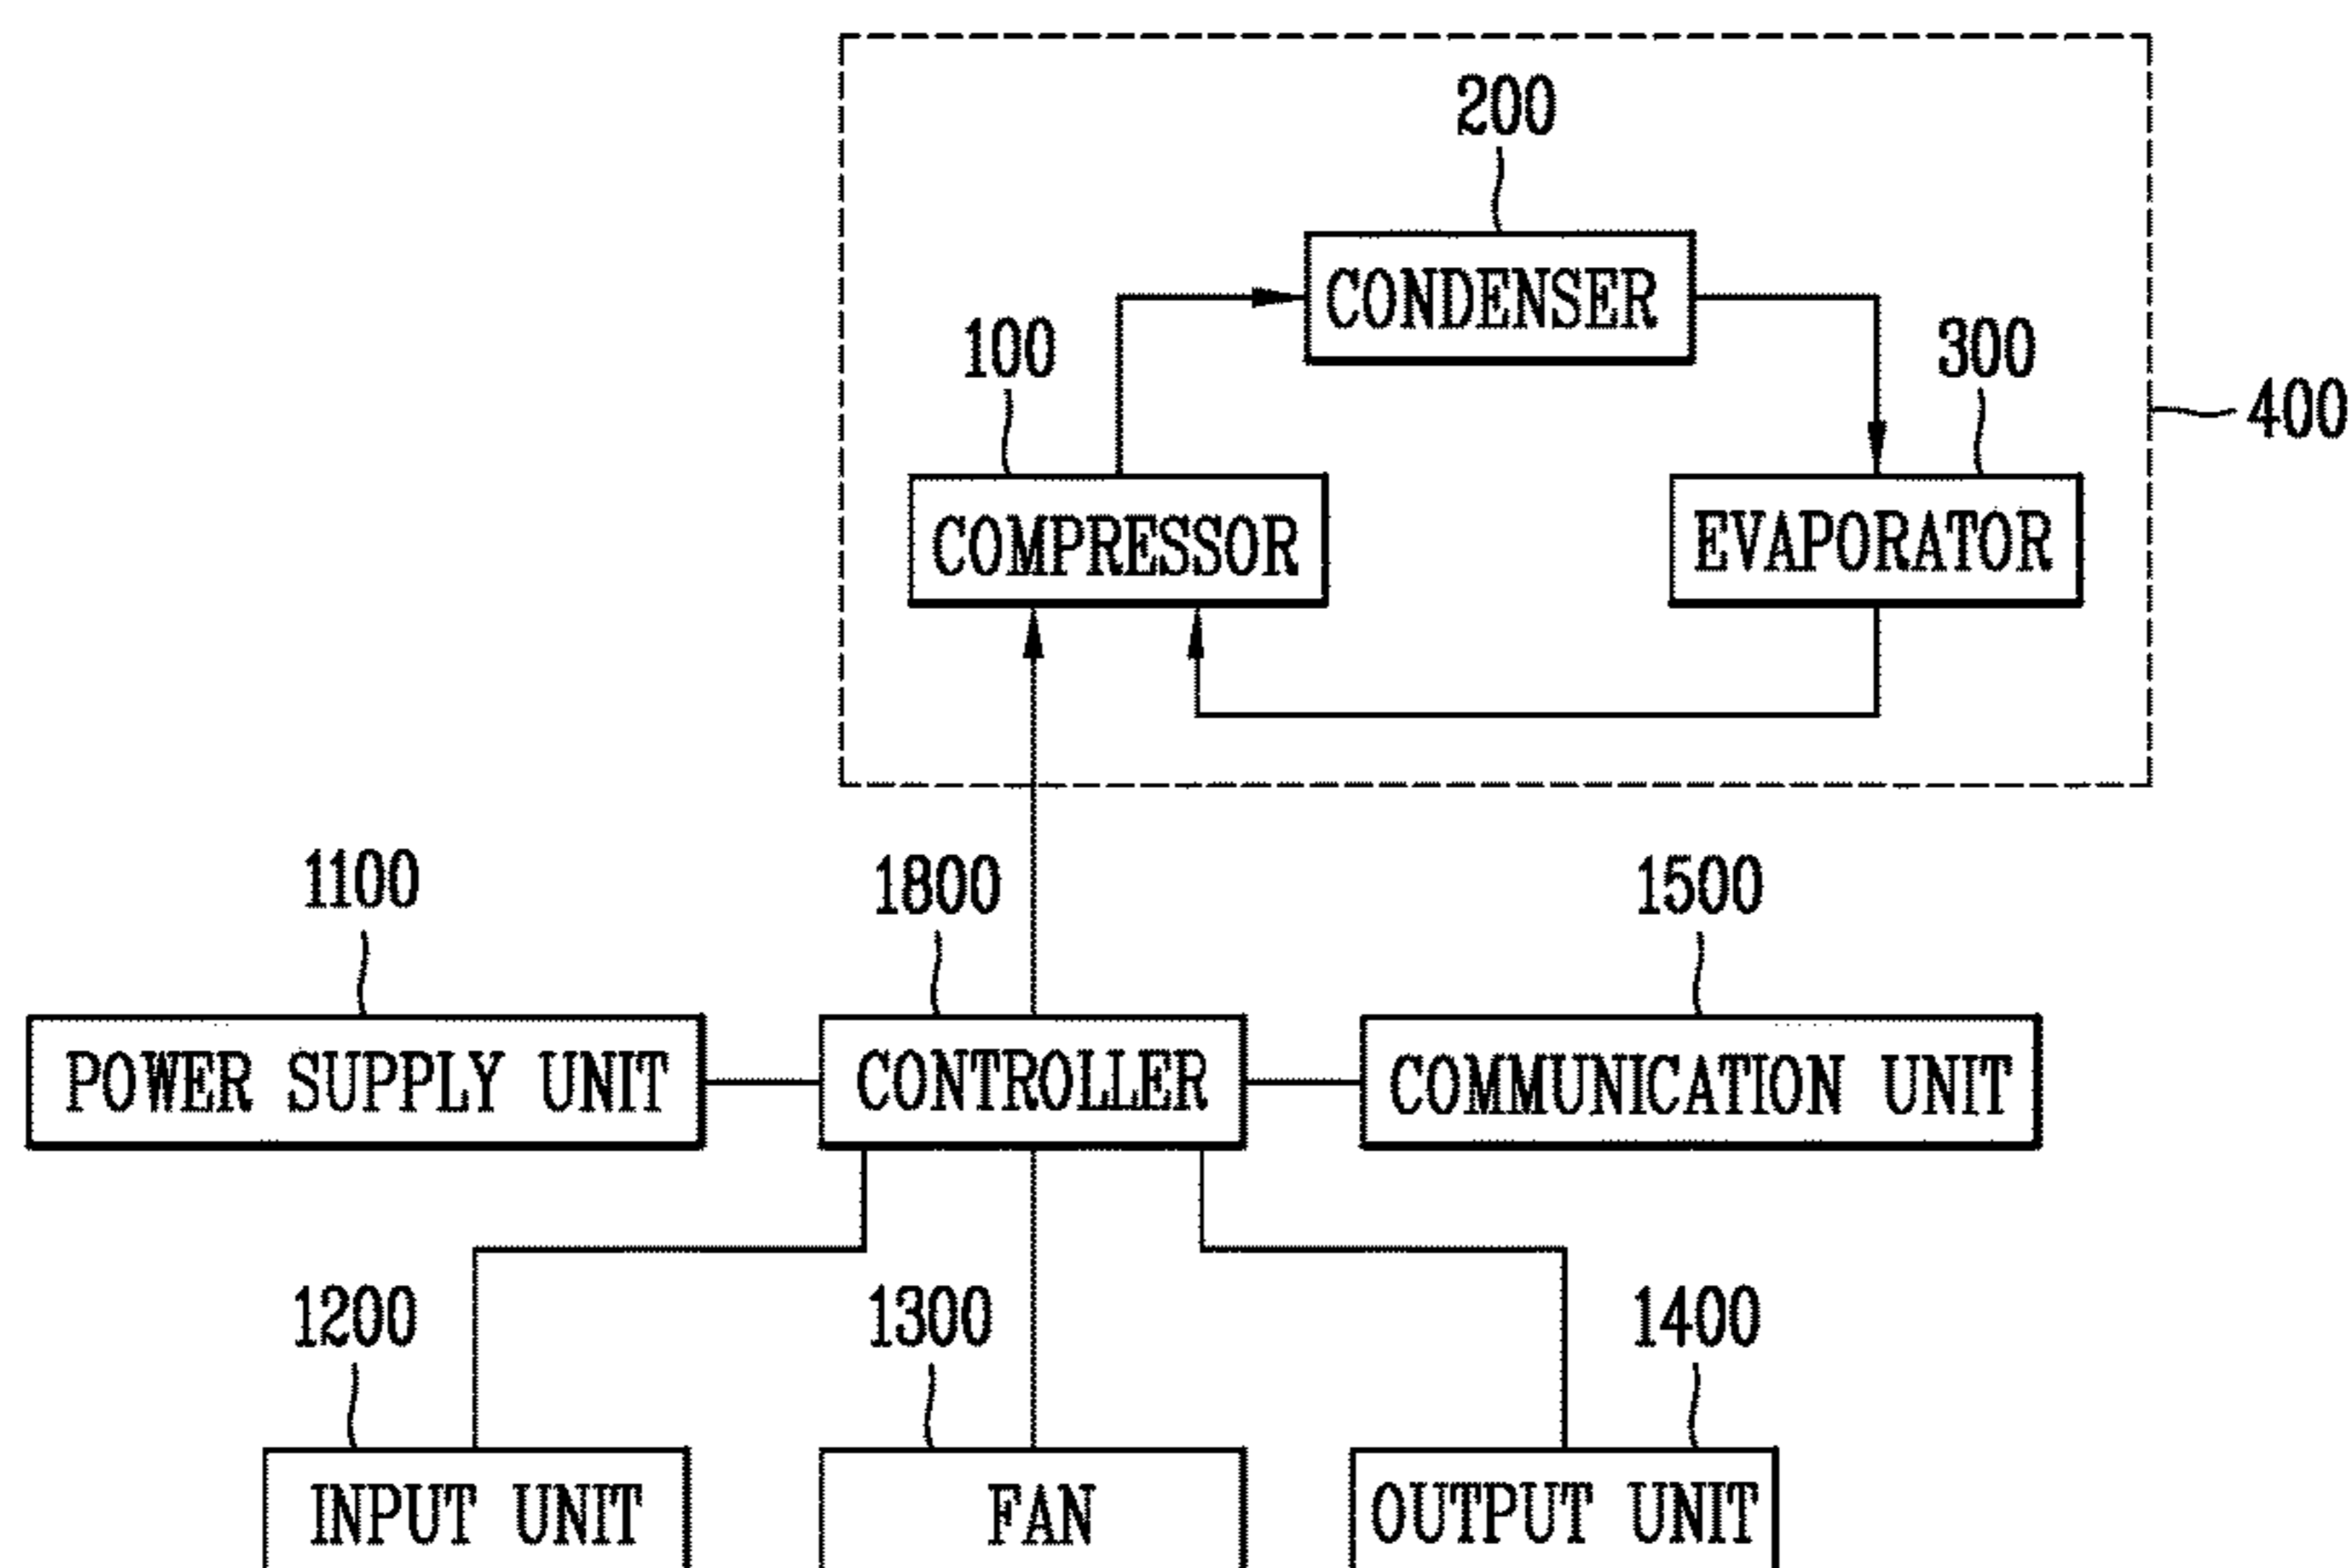 200
CONDENSER
100
300
400
COMPRESSOR
EVAPORATOR
1100
1800
1500
POWER SUPPLY UNIT
CONTROLLER
COMMUNICATION UNIT
1200
1300
1400
INPUT UNIT
FAN
OUTPUT UNIT